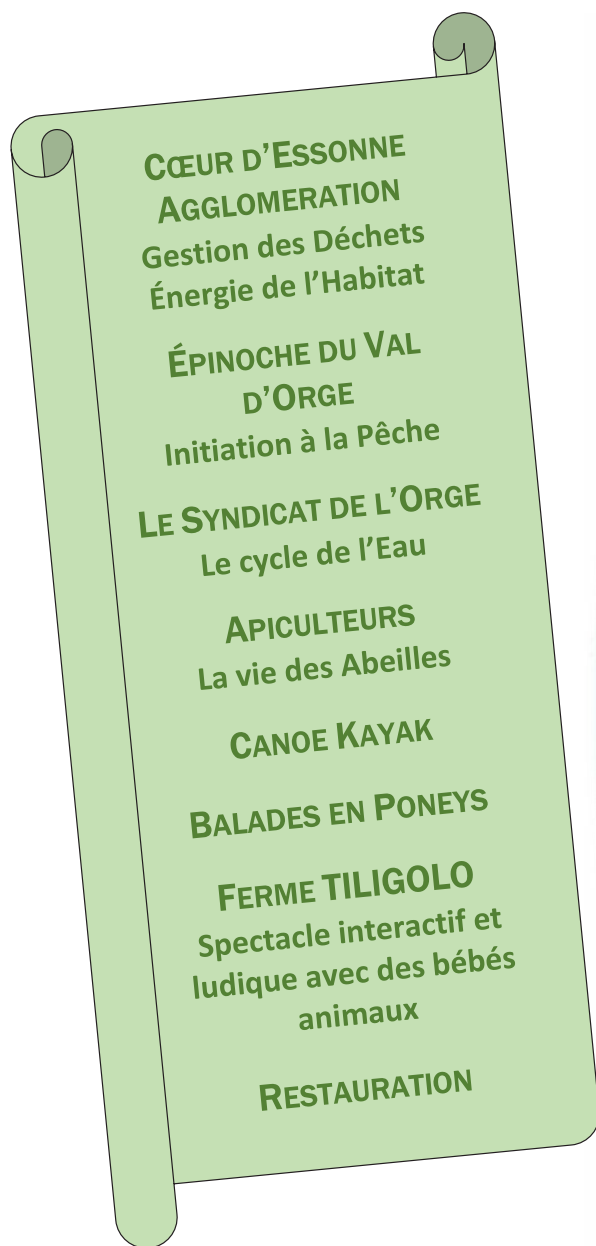 CŒUR D'ESSONNE
AGGLOMERATION
Gestion des Déchets
Énergie de l'Habitat
ÉPINOCHE DU VAL
D'ORGE
Initiation à la Pêche
LE SYNDICAT DE L'ORGE
Le cycle de l'Eau
APICULTEURS
La vie des Abeilles
CANOE KAYAK
BALADES EN PONEYS
FERME TILIGOLO
Spectacle interactif et
ludique avec des bébés
animaux
RESTAURATION